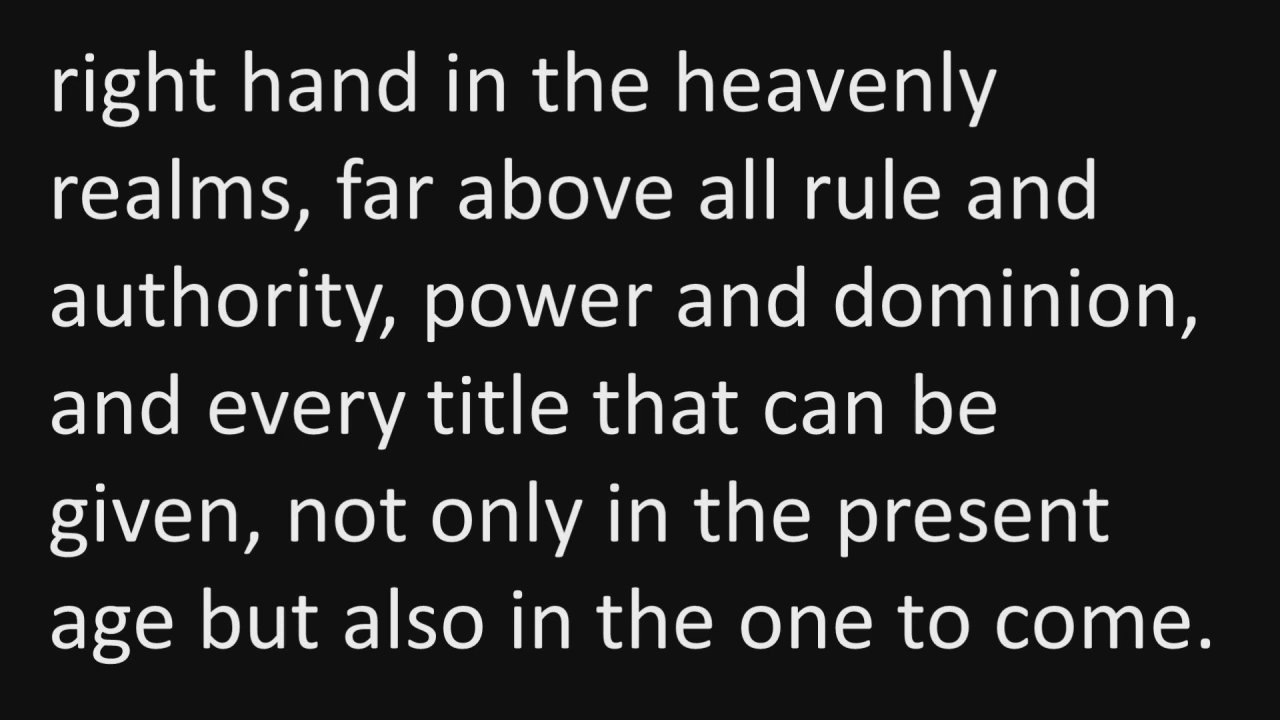 right hand in the heavenly
realms, far above all rule and
authority, power and dominion,
and every title that can be
given, not only in the present
age but also in the one to come.